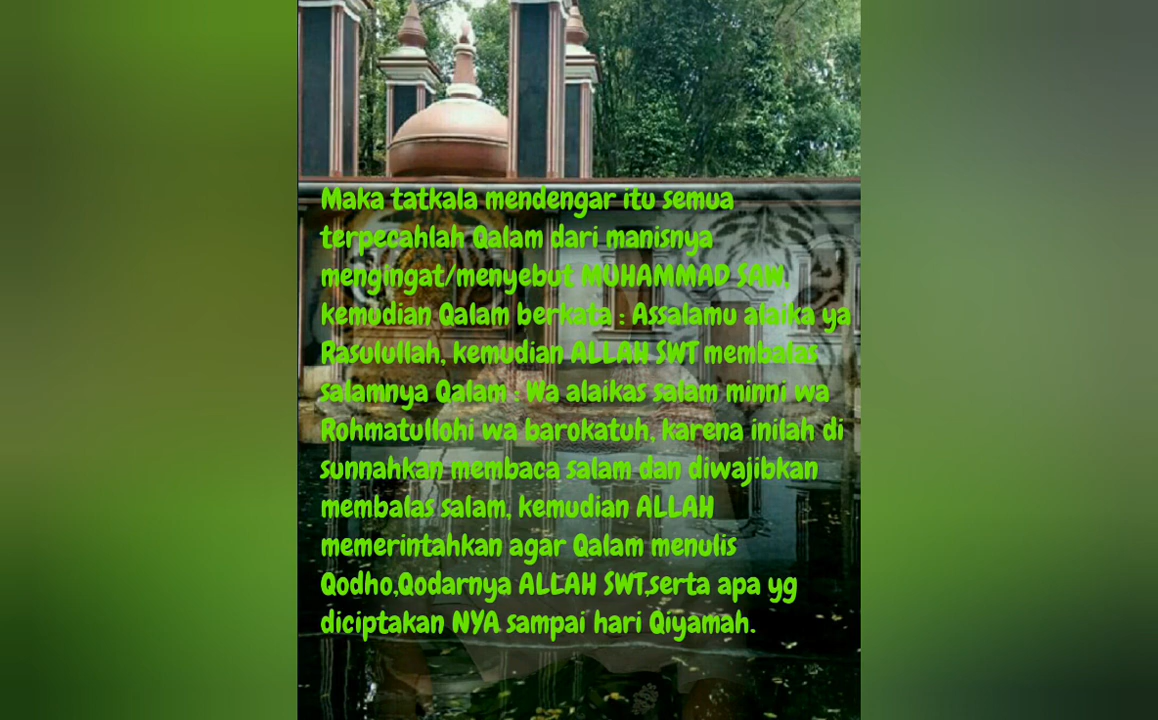 Maka tatkala mendengar itu semua
terpecahlah Qalam dari manisnya
mengingat/menyebut MUHAMMAD SAW,
kemudian Qalam berkata : Assalamu alaika ya
Rasulullah, kemudian ALLAH SWT membalas
salamnya Qalam : Wa alaikas salam minni wa
Rohmatullohi wa barokatuh, karena inilah di
sunnahkan membaca salam dan diwajibkan
membalas salam, kemudian ALLAH
memerintahkan agar Qalam menulis
Qodho,Qodarnya ALLAH SWT,serta apa yg
diciptakan NYA sampai hari Qiyamah.